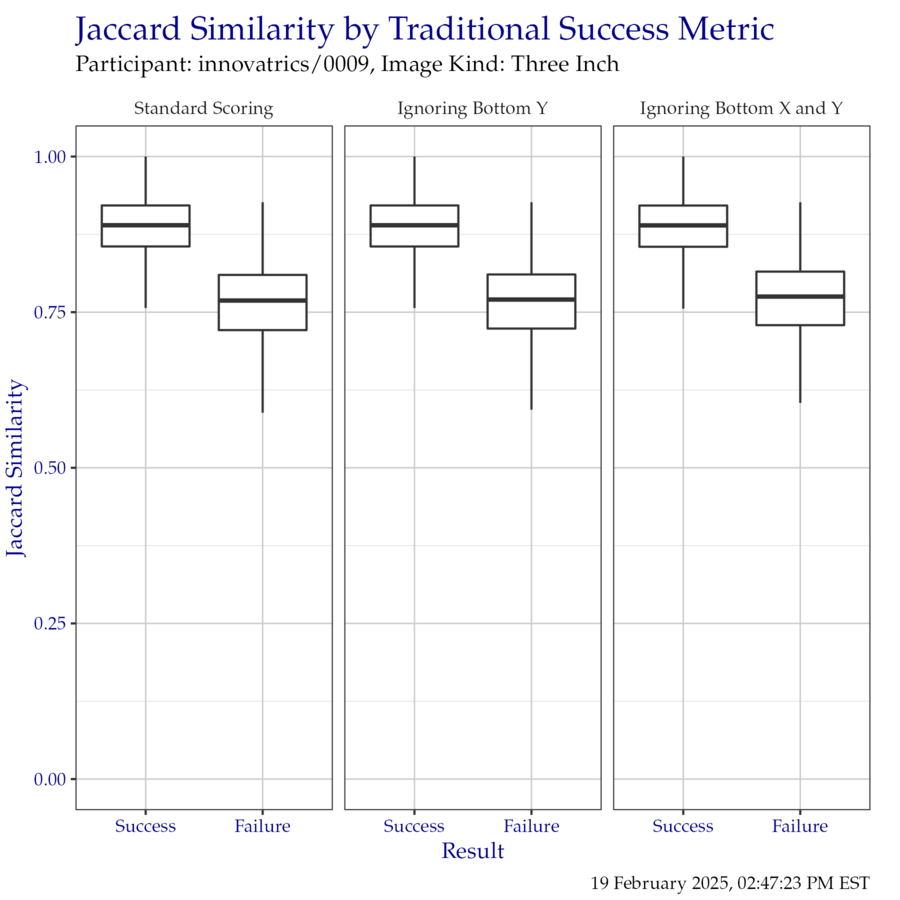 Jaccard Similarity by Traditional Success Metric
Participant: innovatrics/0009, Image Kind: Three Inch
Standard Scoring
Ignoring Bottom Y
Ignoring Bottom X and Y
Jaccard Similarity
1.00
0.75
0.50
0.25
0.00
Success
Failure
Success
Failure
Success
Failure
Result
19 February 2025, 02:47:23 PM EST